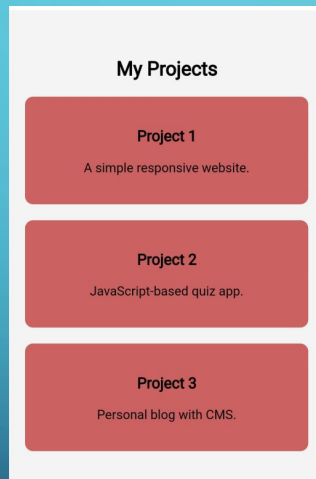 My Projects
Project 1
A simple responsive website.
Project 2
JavaScript-based quiz app.
Project 3
Personal blog with CMS.